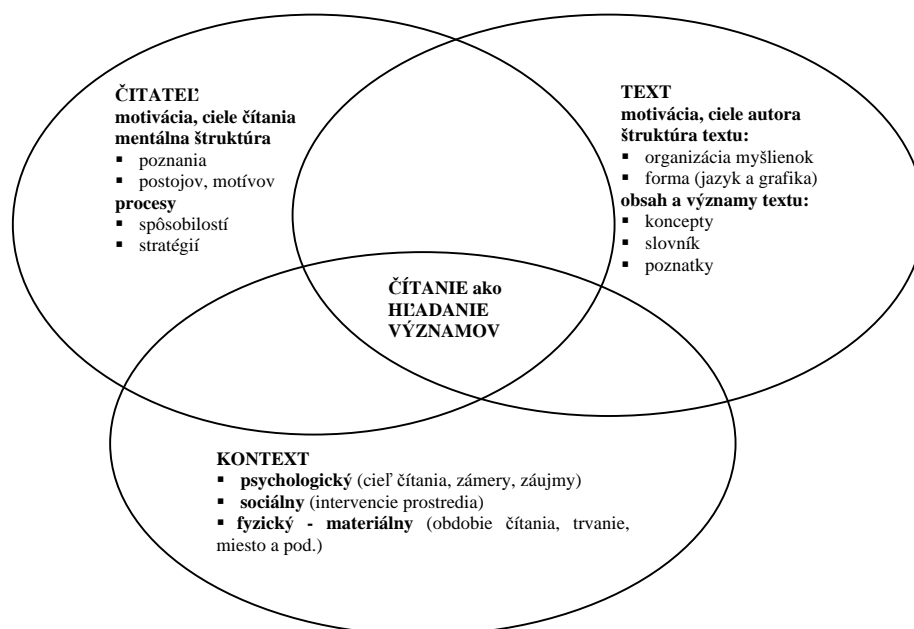 ČITATEĽ
motivácia, ciele čítania
mentálna štruktúra
▪ poznania
▪ postojov, motívov
procesy
▪ spôsobilostí
▪ stratégií
TEXT
motivácia, ciele autora
štruktúra textu:
▪ organizácia myšlienok
▪ forma (jazyk a grafika)
obsah a významy textu:
▪ koncepty
▪ slovník
▪ poznatky
ČÍTANIE ako
HĽADANIE
VÝZNAMOV
KONTEXT
▪ psychologický (cieľ čítania, zámery, záujmy)
▪ sociálny (intervencie prostredia)
▪ fyzický - materiálny (obdobie čítania, trvanie,
miesto a pod.)